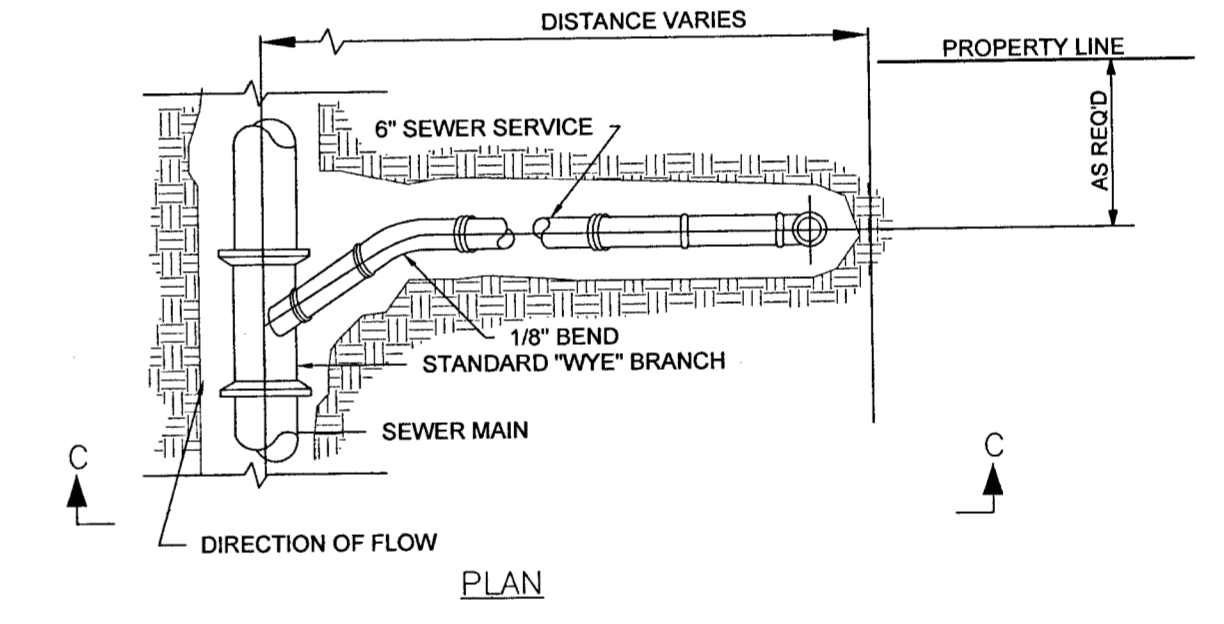 DISTANCE VARIES
PROPERTY LINE
AS REQ'D
6" SEWER SERVICE
1/8" BEND
STANDARD "WYE" BRANCH
SEWER MAIN
C
C
DIRECTION OF FLOW
PLAN